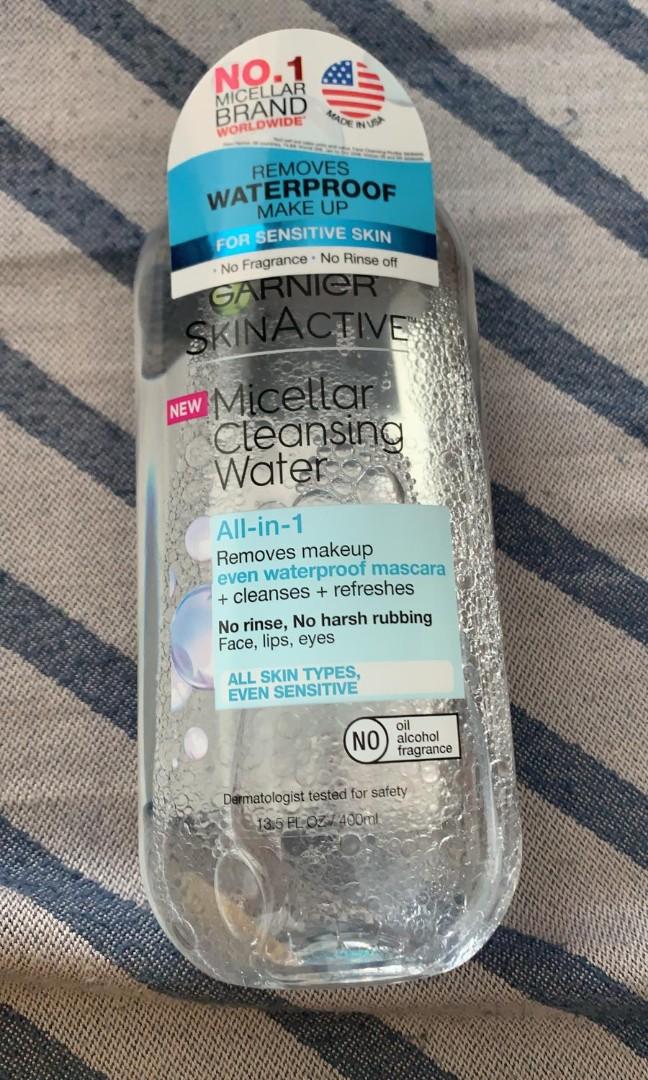 NO.1
MICELLAR
BRAND
WORLDWIDE*
MADE IN USA
REMOVES
WATERPROOF
MAKE UP
FOR SENSITIVE SKIN
• No Fragrance • No Rinse off
GARNIER
SKINACTIVE™
NEW
Micellar
Cleansing
Water
All-in-1
Removes makeup
even waterproof mascara
+ cleanses + refreshes
No rinse, No harsh rubbing
Face, lips, eyes
ALL SKIN TYPES,
EVEN SENSITIVE
NO
oil
alcohol
fragrance
Dermatologist tested for safety
13.5 FL OZ / 400ml